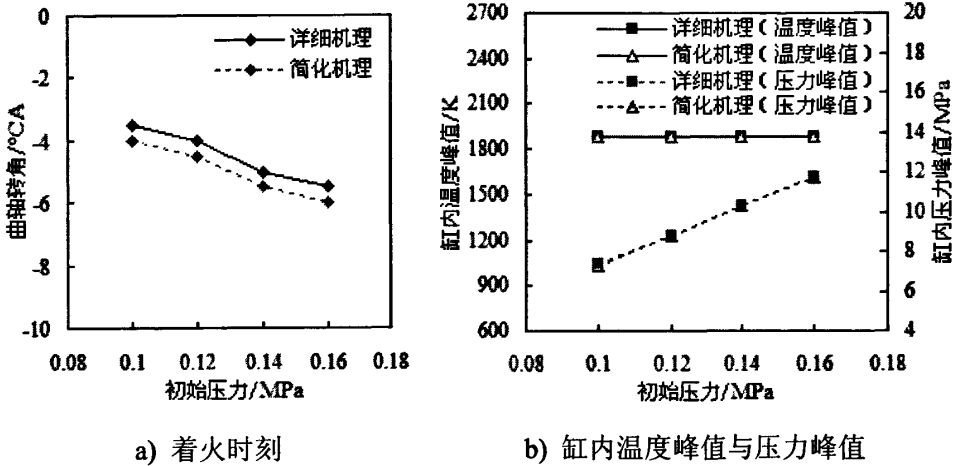 0
-2
-4
-6
-8
-10
曲轴转角/°CA
详细机理
简化机理
0.08 0.1 0.12 0.14 0.16 0.18
初始压力/MPa
a) 着火时刻
2700
2400
2100
1800
1500
1200
900
600
缸内温度峰值/K
详细机理(温度峰值)
简化机理(温度峰值)
详细机理(压力峰值)
简化机理(压力峰值)
20
18
16
14
12
10
8
6
4
缸内压力峰值/MPa
0.08 0.1 0.12 0.14 0.16 0.18
初始压力/MPa
b) 缸内温度峰值与压力峰值